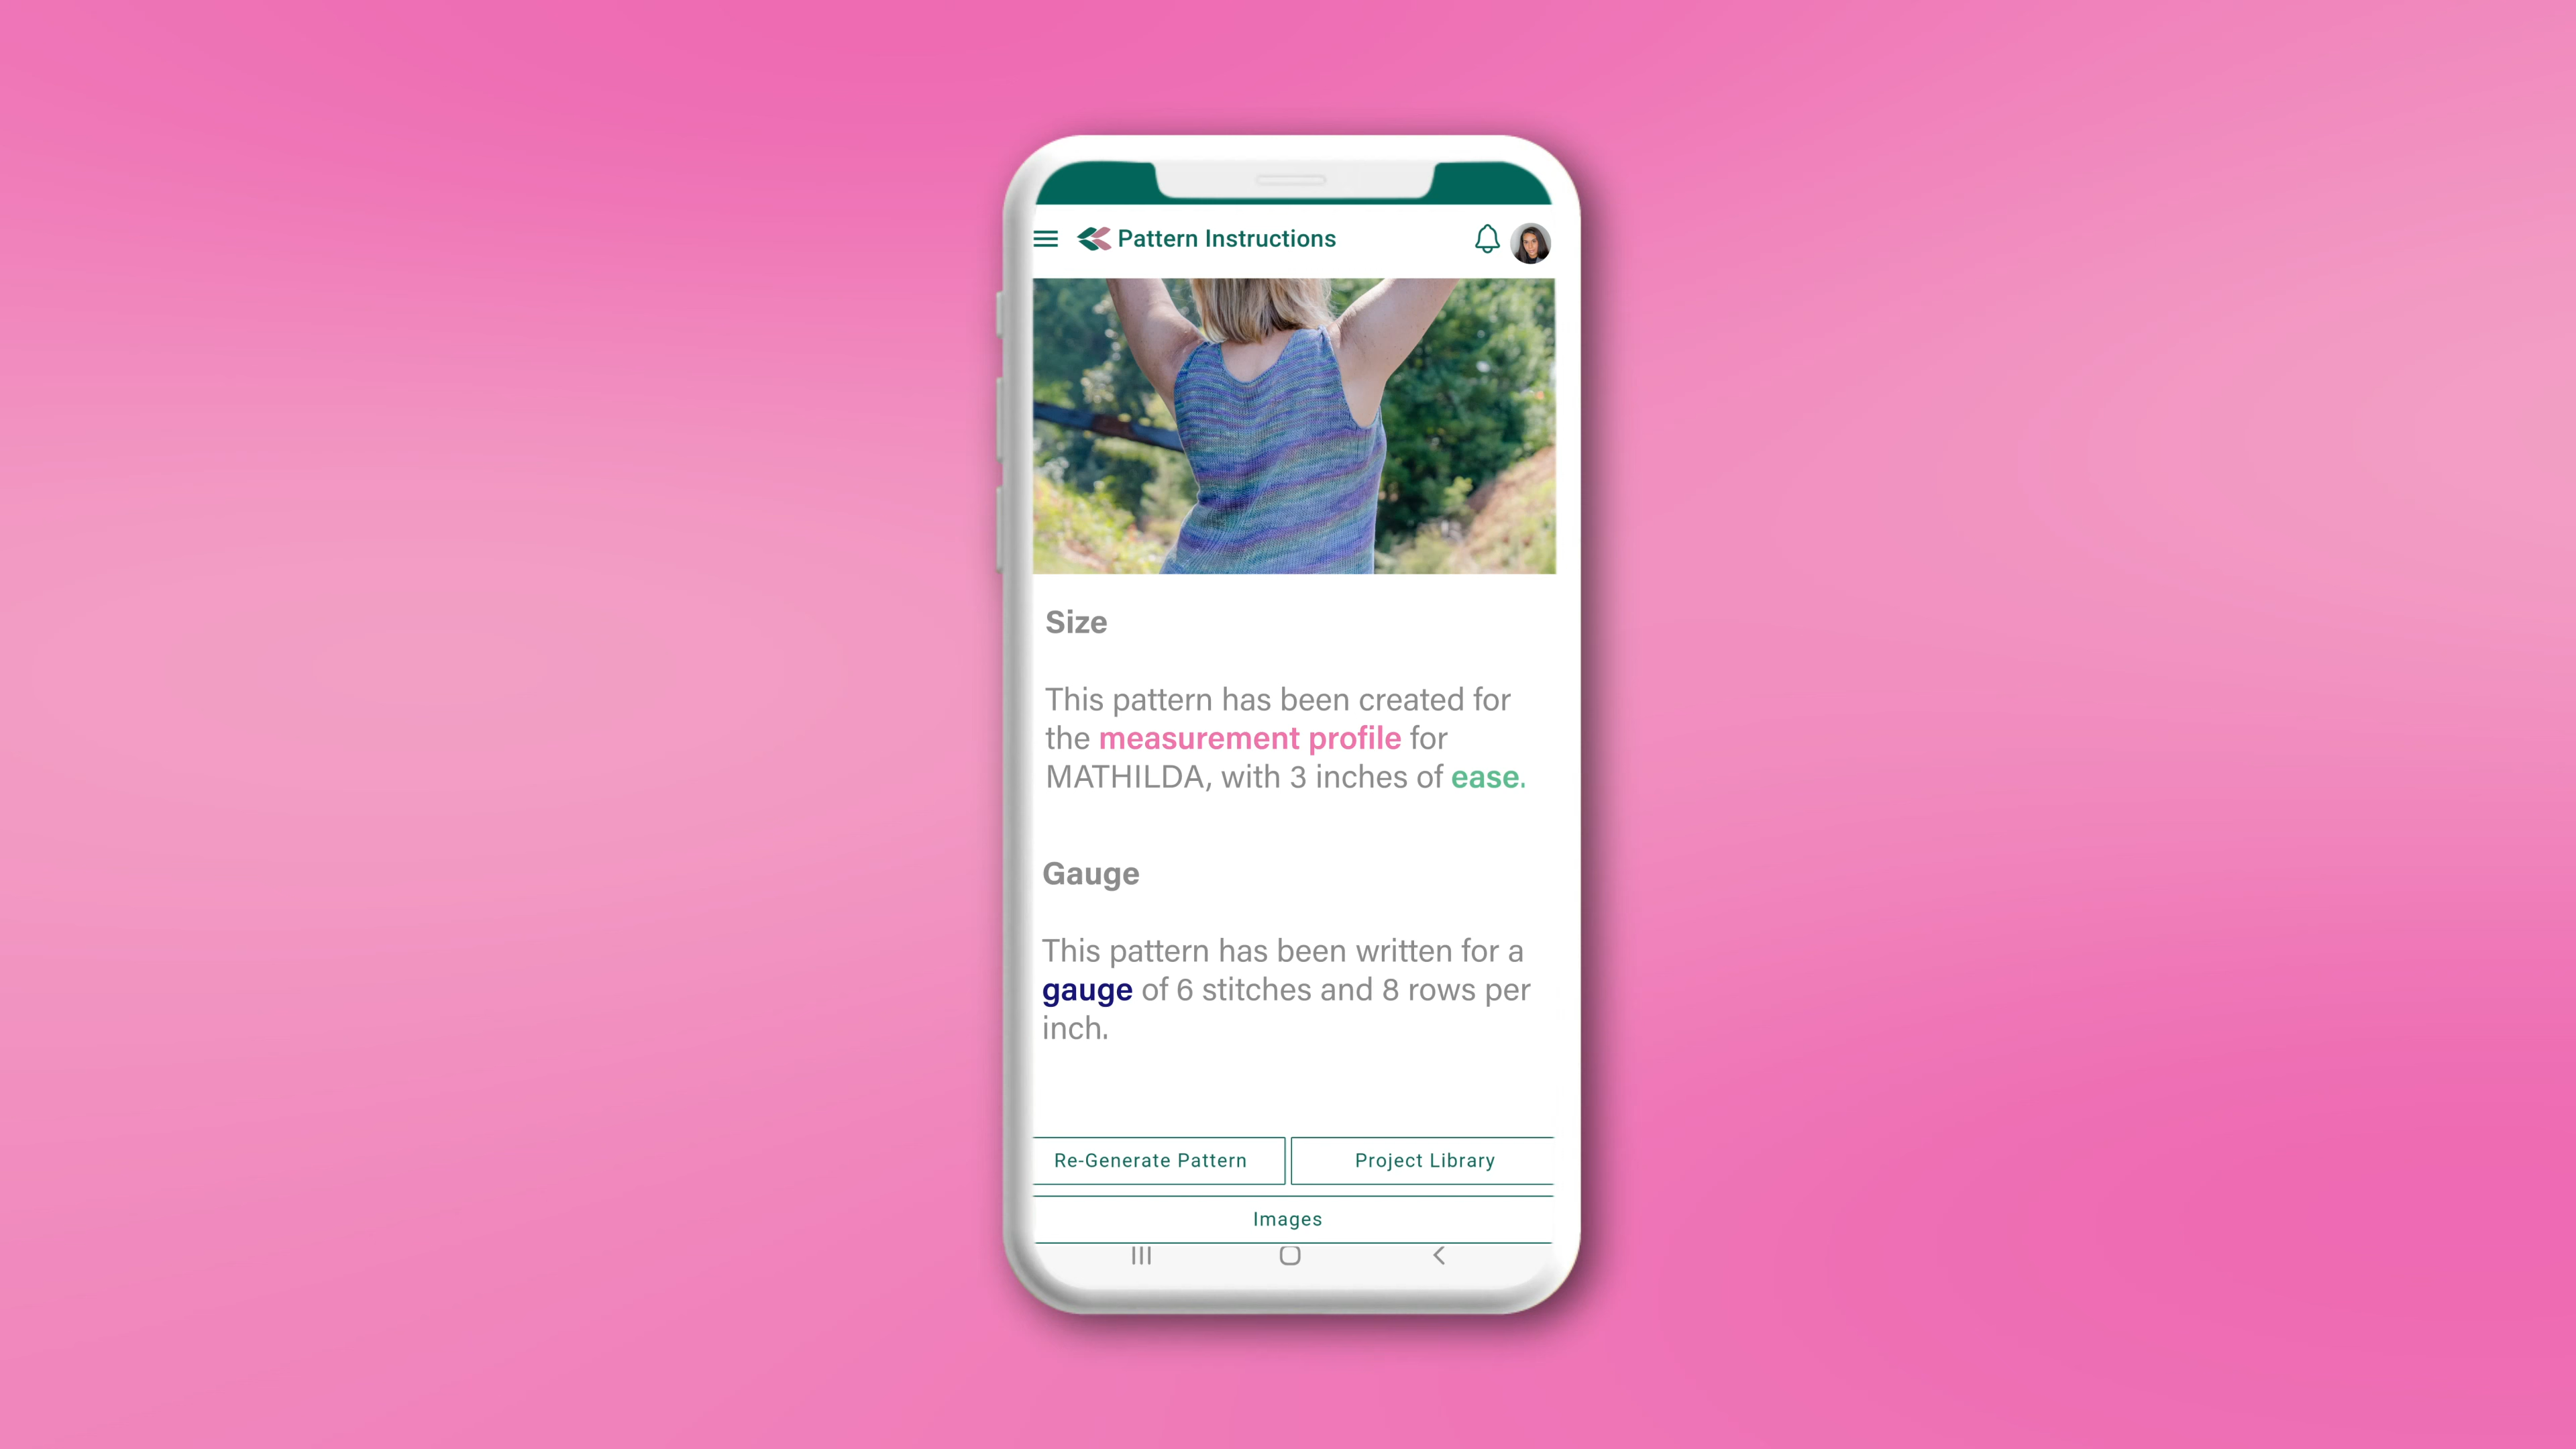 Pattern Instructions
Size
This pattern has been created for
the measurement profile for
MATHILDA, with 3 inches of ease.
Gauge
This pattern has been written for a
gauge of 6 stitches and 8 rows per
inch.
Re-Generate Pattern
Project Library
Images